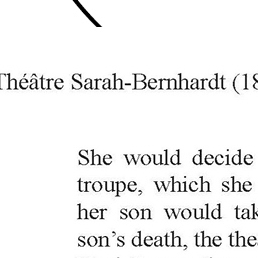 Théâtre Sarah-Bernhardt (18
She would decide
troupe, which she
her son would tak
son’s death, the the